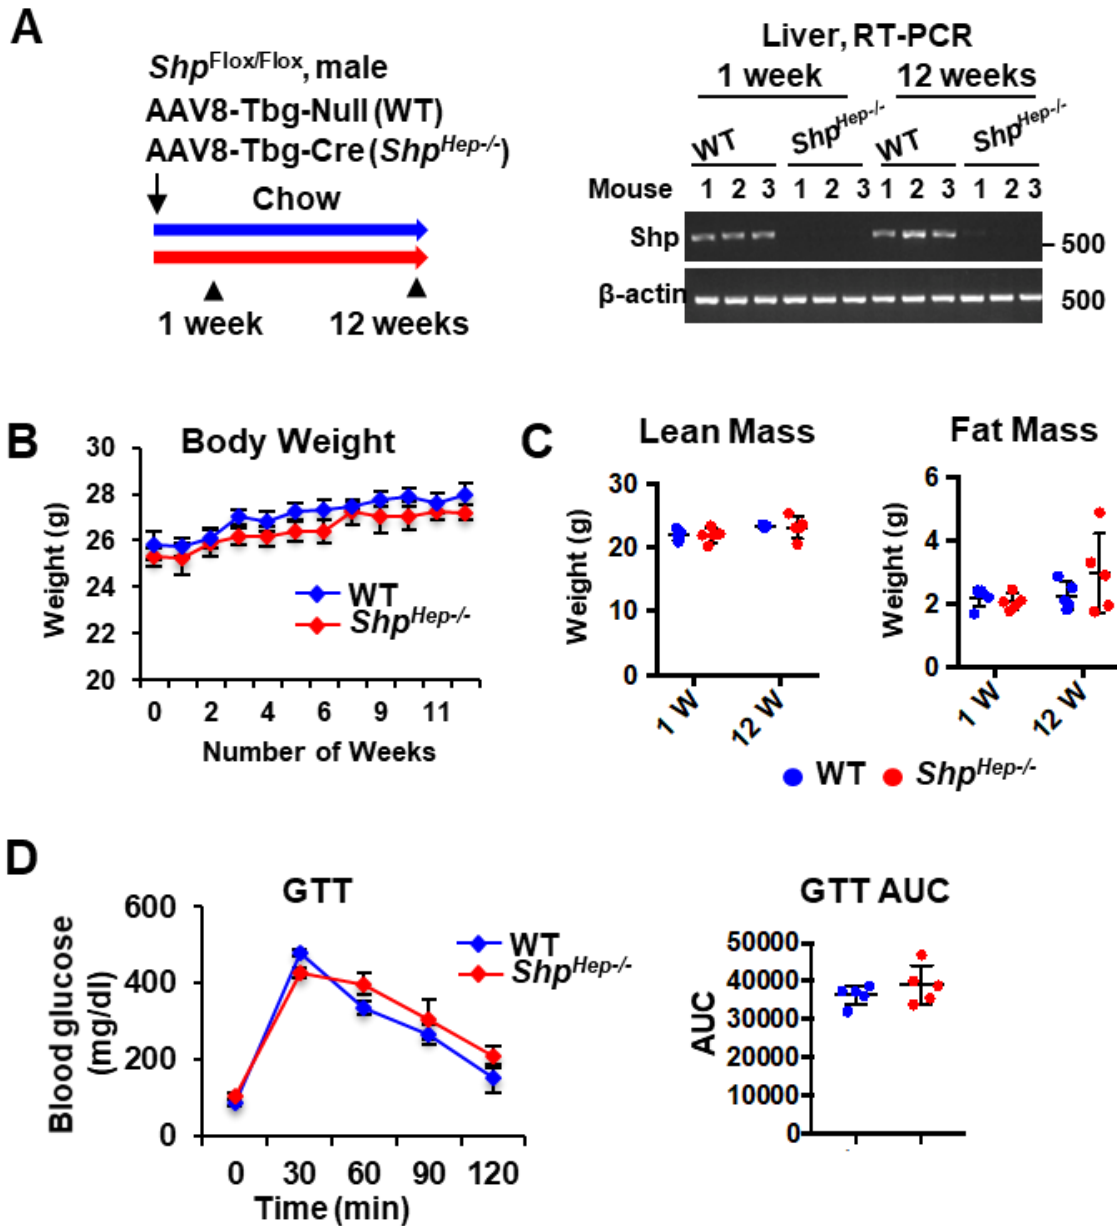 A
Shp^Flox/Flox, male
AAV8-Tbg-Null (WT)
AAV8-Tbg-Cre (Shp^Hep-/-)
Chow
1 week 12 weeks
Liver, RT-PCR
1 week 12 weeks
WT Shp^Hep-/- WT Shp^Hep-/-
Mouse 1 2 3 1 2 3 1 2 3 1 2 3
Shp 500
β-actin 500
B
Body Weight
Weight (g)
30
28
26
24
22
20
WT
Shp^Hep-/-
0 2 4 6 9 11
Number of Weeks
C
Lean Mass
Weight (g)
30
20
10
0
1 W 12 W
Fat Mass
Weight (g)
6
4
2
0
1 W 12 W
WT Shp^Hep-/-
D
GTT
Blood glucose
(mg/dl)
600
400
200
0
WT
Shp^Hep-/-
0 30 60 90 120
Time (min)
GTT AUC
AUC
50000
40000
30000
20000
10000
0